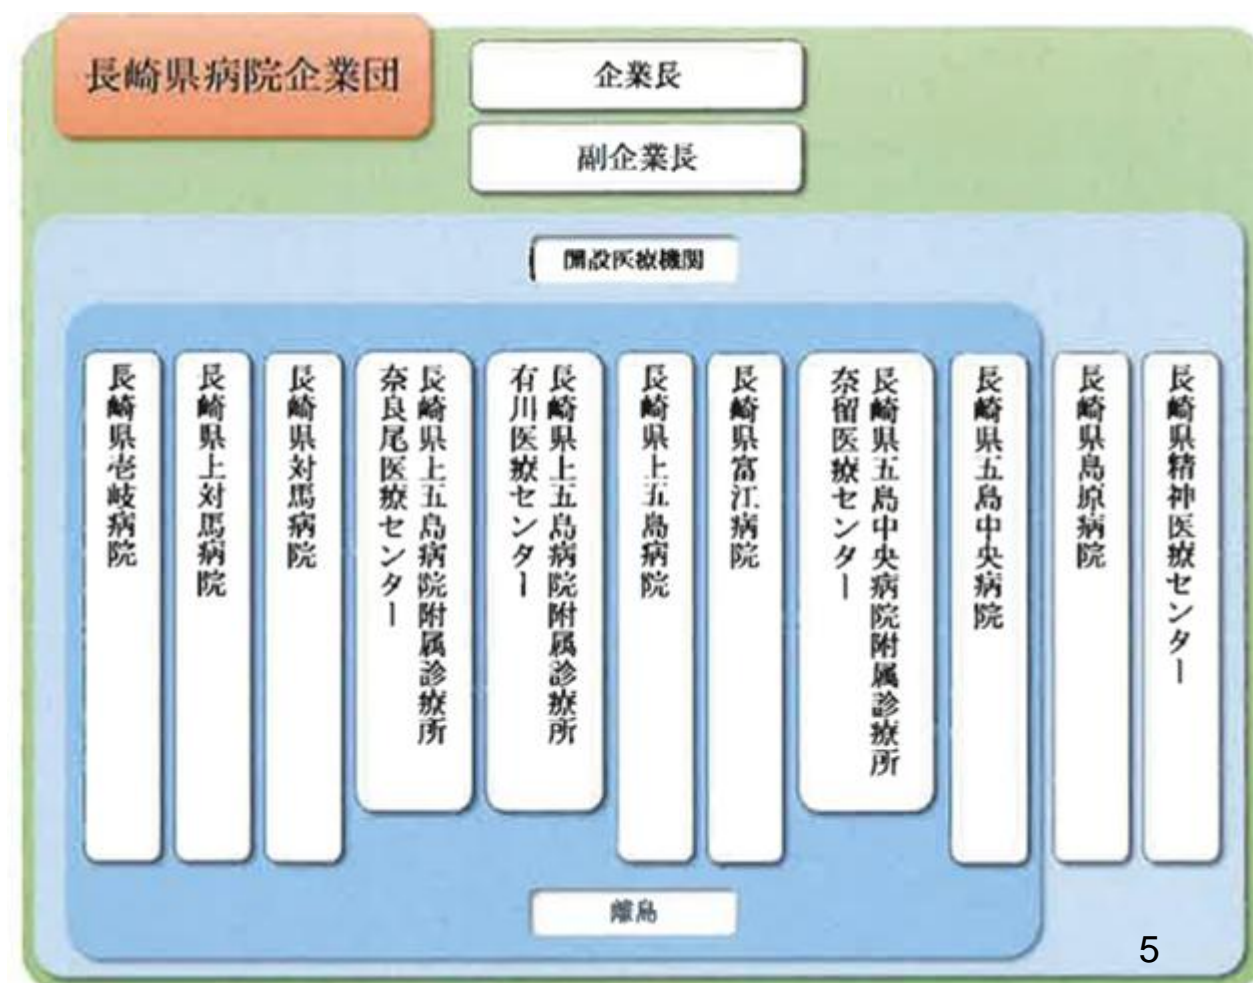 長崎県病院企業団
企業長
副企業長
開設医療機関
長崎県精神医療センター
長崎県島原病院
長崎県五島中央病院
長崎県五島中央病院附属診療所
奈留医療センター
長崎県富江病院
長崎県上五島病院
長崎県上五島病院附属診療所
有川医療センター
長崎県上五島病院附属診療所
奈良尾医療センター
長崎県対馬病院
長崎県上対馬病院
長崎県壱岐病院
離島
5